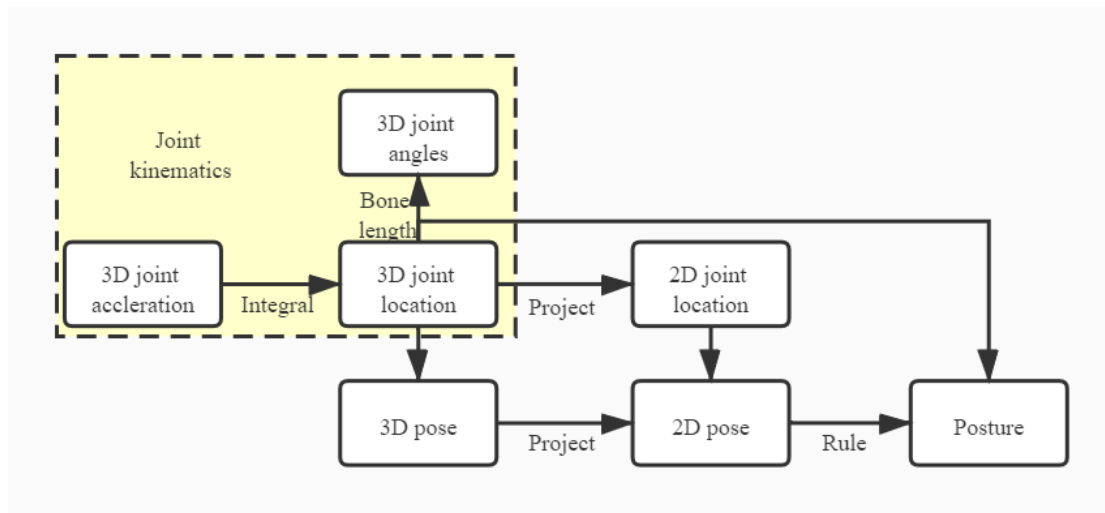 3D joint
angles
Joint
kinematics
Bone
length
3D joint
accleration
Integral
3D joint
location
Project
2D joint
location
3D pose
Project
2D pose
Rule
Posture